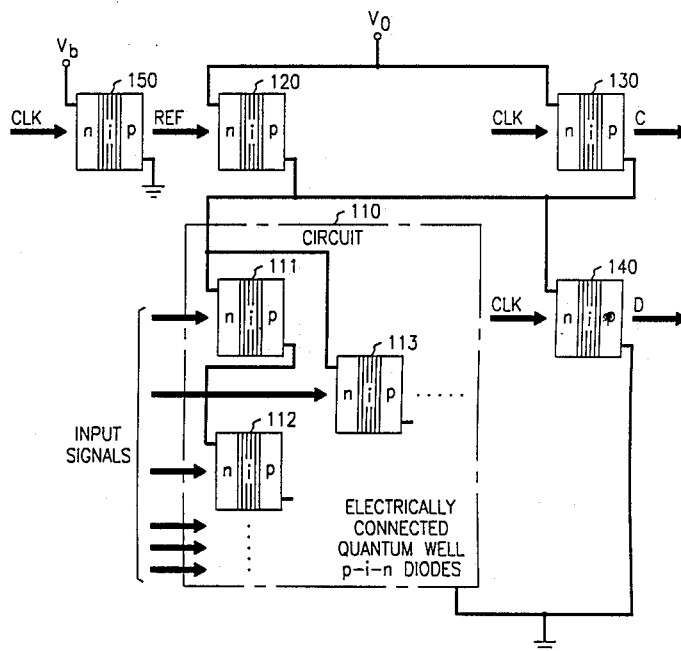 V0
Vb
150
120
130
CLK
n i p
REF
n i p
CLK
n i p
C
110
CIRCUIT
111
140
n i p
CLK
n i p
D
113
n i p
INPUT
SIGNALS
112
n i p
ELECTRICALLY
CONNECTED
QUANTUM WELL
p-i-n DIODES